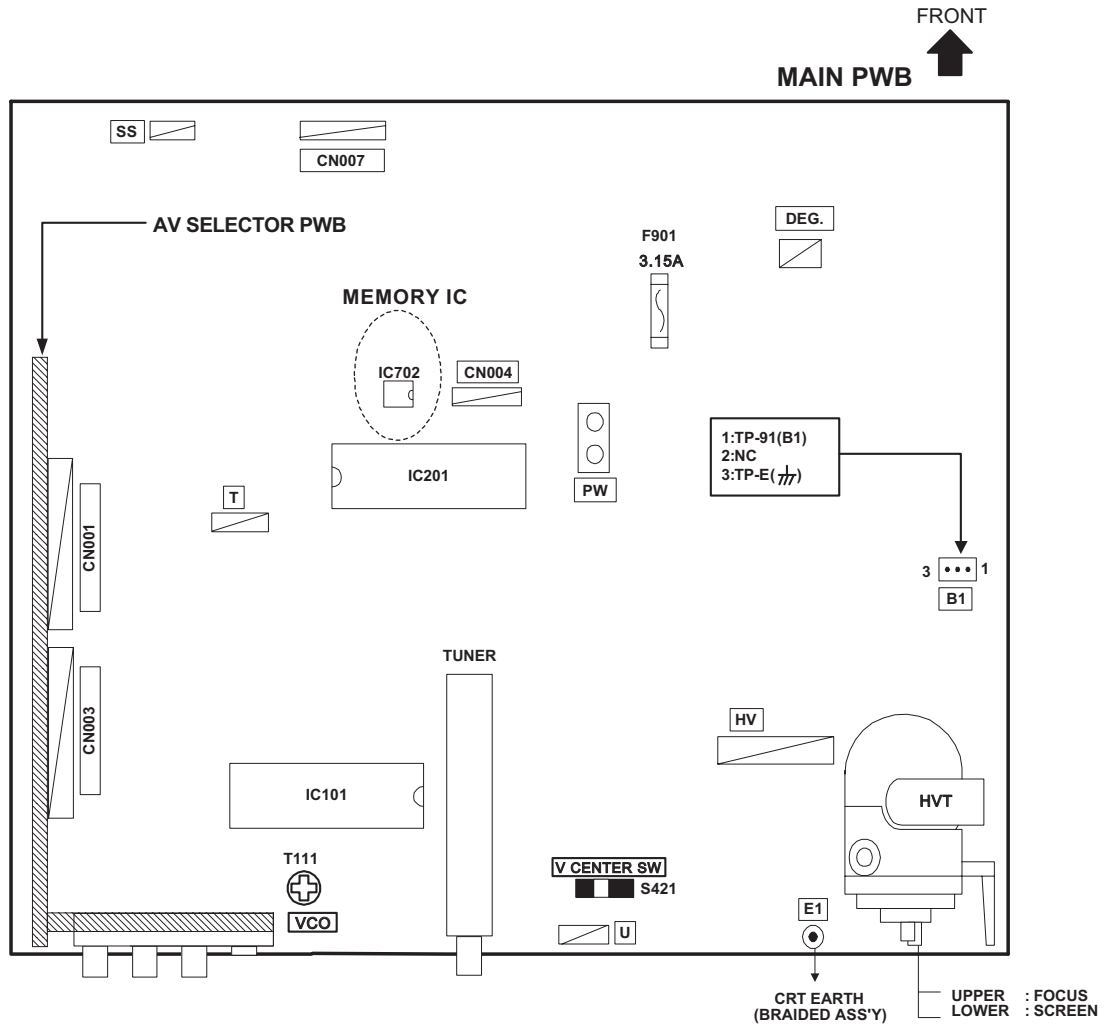 FRONT
MAIN PWB
SS
CN007
AV SELECTOR PWB
DEG.
F901
3.15A
MEMORY IC
IC702
CN004
1:TP-91(B1)
2:NC
3:TP-E( )
IC201
PW
T
CN001
3
1
B1
TUNER
CN003
HV
IC101
HVT
T111
VCO
V CENTER SW
S421
U
E1
CRT EARTH
(BRAIDED ASS'Y)
UPPER : FOCUS
LOWER : SCREEN